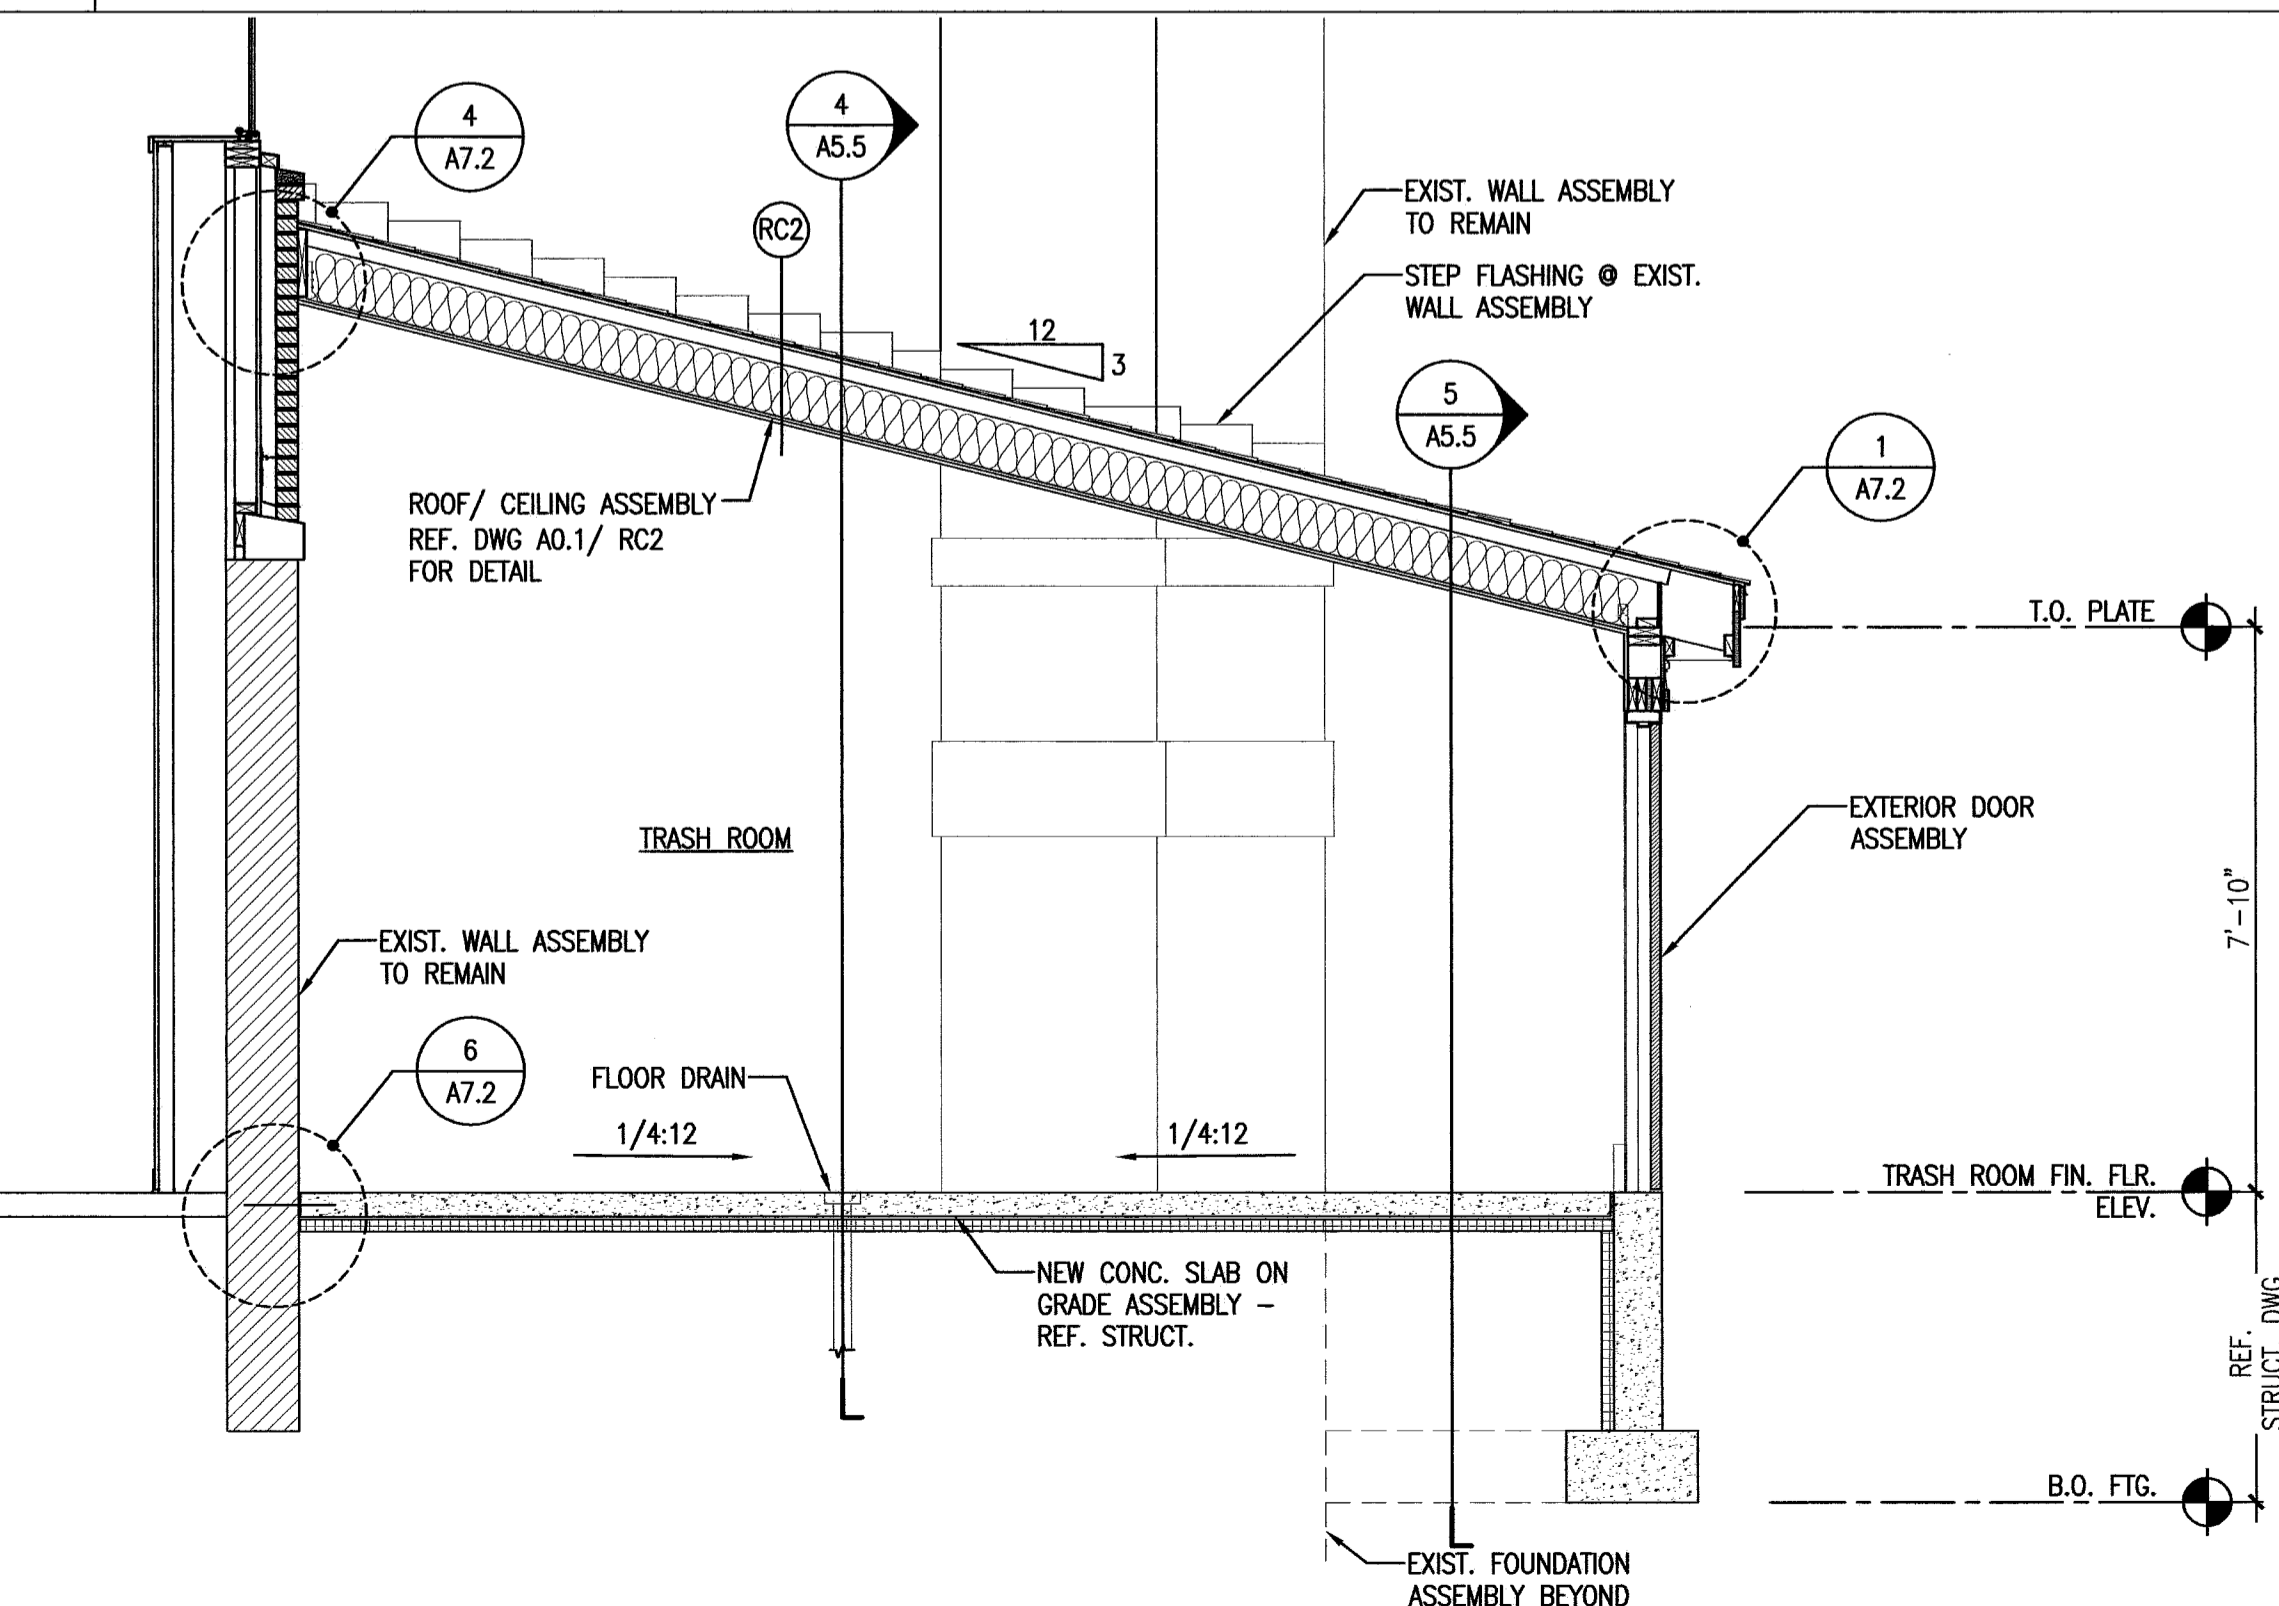 4
A7.2
4
A5.5
RC2
EXIST. WALL ASSEMBLY
TO REMAIN
STEP FLASHING @ EXIST.
WALL ASSEMBLY
12
3
5
A5.5
1
A7.2
ROOF/ CEILING ASSEMBLY
REF. DWG A0.1/ RC2
FOR DETAIL
T.O. PLATE
TRASH ROOM
EXTERIOR DOOR
ASSEMBLY
7'-10"
EXIST. WALL ASSEMBLY
TO REMAIN
6
A7.2
FLOOR DRAIN
1/4:12
1/4:12
TRASH ROOM FIN. FLR.
ELEV.
NEW CONC. SLAB ON
GRADE ASSEMBLY –
REF. STRUCT.
REF.
STRUCT. DWG
B.O. FTG.
EXIST. FOUNDATION
ASSEMBLY BEYOND